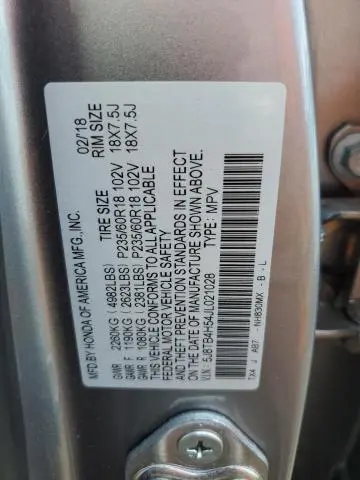 MFD.BY HONDA OF AMERICA MFG.,INC. 02/18
TIRE SIZE RIM SIZE
GVWR 2260KG ( 4982LBS) P235/60R18 102V 18X7.5J
GAWR F 1190KG ( 2623LBS) P235/60R18 102V 18X7.5J
GAWR R 1080KG ( 2381LBS)
THIS VEHICLE CONFORMS TO ALL APPLICABLE
FEDERAL MOTOR VEHICLE SAFETY
AND THEFT PREVENTION STANDARDS IN EFFECT
ON THE DATE OF MANUFACTURE SHOWN ABOVE.
V.I.N.: 5J8TB4H54JL021028 TYPE: MPV
TX4 J A87 - NH830MX - B - L